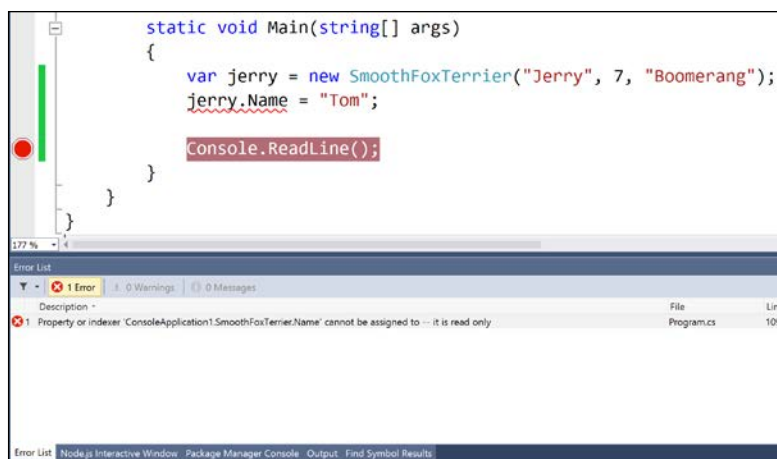 static void Main(string[] args)
{
var jerry = new SmoothFoxTerrier("Jerry", 7, "Boomerang");
jerry.Name = "Tom";
Console.ReadLine();
}
}
}
177 %
Error List
1 Error 0 Warnings 0 Messages
Description File Lin
1 Property or indexer 'ConsoleApplication1.SmoothFoxTerrier.Name' cannot be assigned to -- it is read only Program.cs 109
Error List Node.js Interactive Window Package Manager Console Output Find Symbol Results